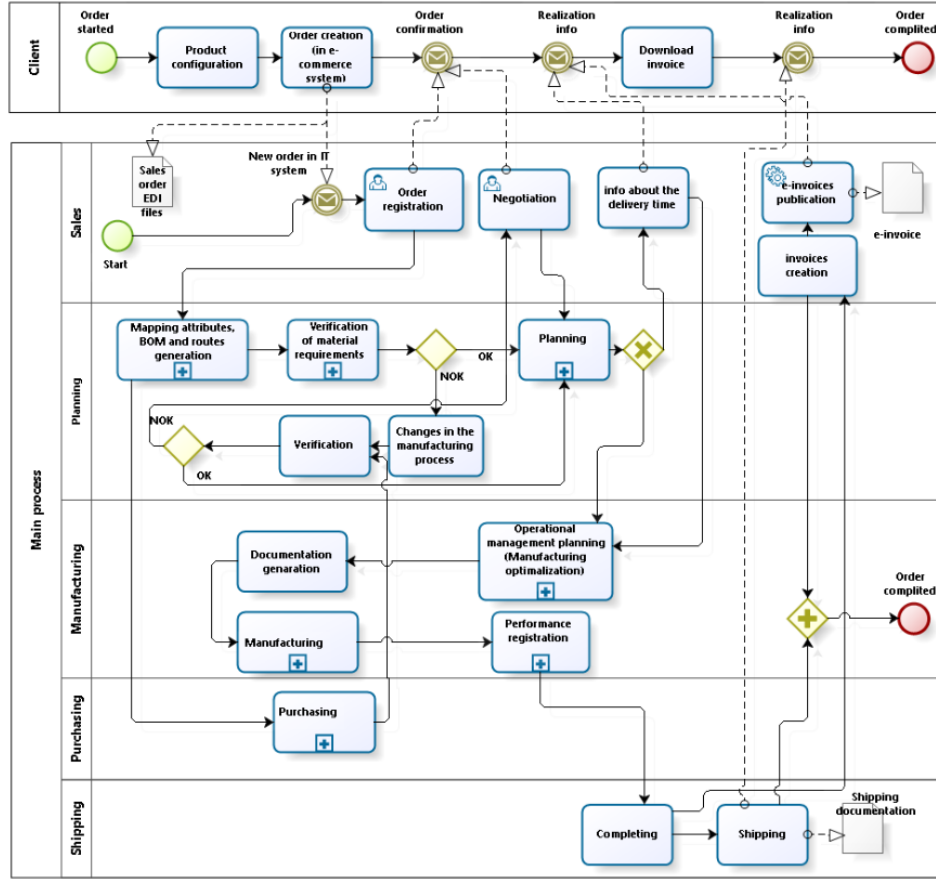 Order
started
Order
confirmation
Realization
info
Realization
info
Order
complited
Client
Product
configuration
Order creation
(in e-
commerce
system)
Download
invoice
Main process
Sales
Sales
order
EDI
files
New order in IT
system
Start
Order
registration
Negotiation
info about the
delivery time
e-invoices
publication
e-invoice
invoices
creation
Planning
Mapping attributes,
BOM and routes
generation
Verification
of material
requirements
OK
NOK
Planning
NOK
OK
Verification
Changes in the
manufacturing
process
Manufacturing
Documentation
genaration
Operational
management planning
(Manufacturing
optimalization)
Order
complited
Manufacturing
Performance
registration
Purchasing
Purchasing
Shipping
Completing
Shipping
Shipping
documentation